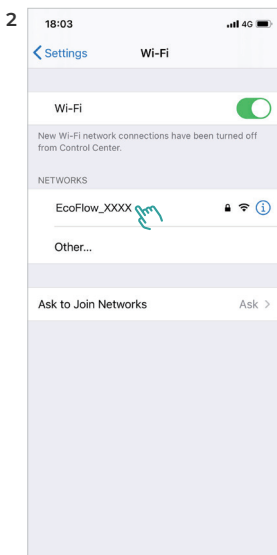 2
18:03
4G
Settings
Wi-Fi
Wi-Fi
New Wi-Fi network connections have been turned off
from Control Center.
NETWORKS
EcoFlow_XXXX
Other...
Ask to Join Networks
Ask